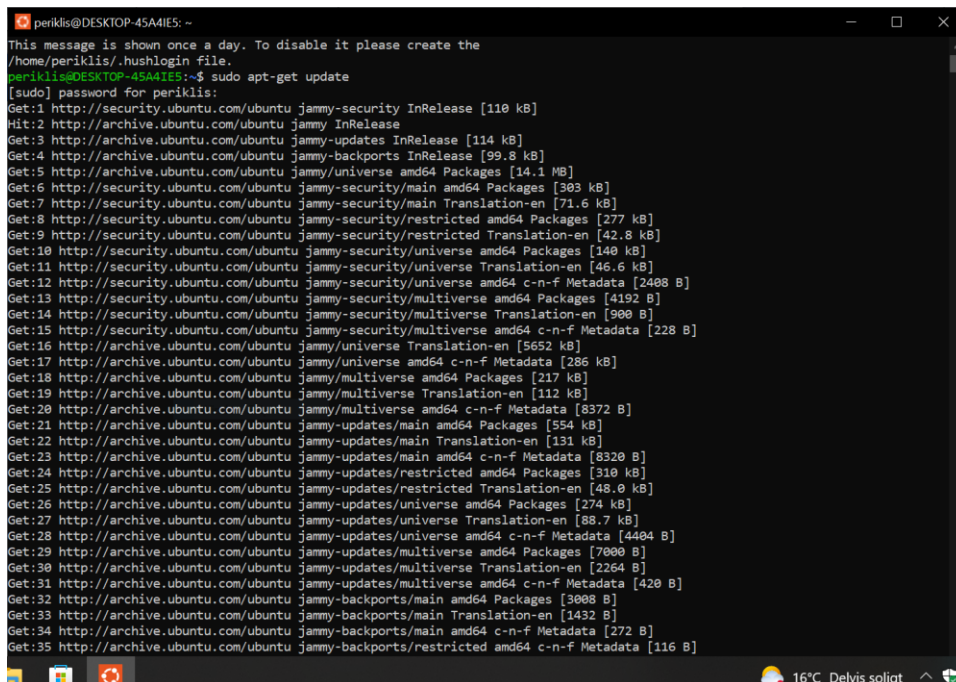 periklis@DESKTOP-45A4IE5: ~
This message is shown once a day. To disable it please create the
/home/periklis/.hushlogin file.
periklis@DESKTOP-45A4IE5:~$ sudo apt-get update
[sudo] password for periklis:
Get:1 http://security.ubuntu.com/ubuntu jammy-security InRelease [110 kB]
Hit:2 http://archive.ubuntu.com/ubuntu jammy InRelease
Get:3 http://archive.ubuntu.com/ubuntu jammy-updates InRelease [114 kB]
Get:4 http://archive.ubuntu.com/ubuntu jammy-backports InRelease [99.8 kB]
Get:5 http://archive.ubuntu.com/ubuntu jammy/universe amd64 Packages [14.1 MB]
Get:6 http://security.ubuntu.com/ubuntu jammy-security/main amd64 Packages [303 kB]
Get:7 http://security.ubuntu.com/ubuntu jammy-security/main Translation-en [71.6 kB]
Get:8 http://security.ubuntu.com/ubuntu jammy-security/restricted amd64 Packages [277 kB]
Get:9 http://security.ubuntu.com/ubuntu jammy-security/restricted Translation-en [42.8 kB]
Get:10 http://security.ubuntu.com/ubuntu jammy-security/universe amd64 Packages [140 kB]
Get:11 http://security.ubuntu.com/ubuntu jammy-security/universe Translation-en [46.6 kB]
Get:12 http://security.ubuntu.com/ubuntu jammy-security/universe amd64 c-n-f Metadata [2408 B]
Get:13 http://security.ubuntu.com/ubuntu jammy-security/multiverse amd64 Packages [4192 B]
Get:14 http://security.ubuntu.com/ubuntu jammy-security/multiverse Translation-en [900 B]
Get:15 http://security.ubuntu.com/ubuntu jammy-security/multiverse amd64 c-n-f Metadata [228 B]
Get:16 http://archive.ubuntu.com/ubuntu jammy/universe Translation-en [5652 kB]
Get:17 http://archive.ubuntu.com/ubuntu jammy/universe amd64 c-n-f Metadata [286 kB]
Get:18 http://archive.ubuntu.com/ubuntu jammy/multiverse amd64 Packages [217 kB]
Get:19 http://archive.ubuntu.com/ubuntu jammy/multiverse Translation-en [112 kB]
Get:20 http://archive.ubuntu.com/ubuntu jammy/multiverse amd64 c-n-f Metadata [8372 B]
Get:21 http://archive.ubuntu.com/ubuntu jammy-updates/main amd64 Packages [554 kB]
Get:22 http://archive.ubuntu.com/ubuntu jammy-updates/main Translation-en [131 kB]
Get:23 http://archive.ubuntu.com/ubuntu jammy-updates/main amd64 c-n-f Metadata [8320 B]
Get:24 http://archive.ubuntu.com/ubuntu jammy-updates/restricted amd64 Packages [310 kB]
Get:25 http://archive.ubuntu.com/ubuntu jammy-updates/restricted Translation-en [48.0 kB]
Get:26 http://archive.ubuntu.com/ubuntu jammy-updates/universe amd64 Packages [274 kB]
Get:27 http://archive.ubuntu.com/ubuntu jammy-updates/universe Translation-en [88.7 kB]
Get:28 http://archive.ubuntu.com/ubuntu jammy-updates/universe amd64 c-n-f Metadata [4404 B]
Get:29 http://archive.ubuntu.com/ubuntu jammy-updates/multiverse amd64 Packages [7000 B]
Get:30 http://archive.ubuntu.com/ubuntu jammy-updates/multiverse Translation-en [2264 B]
Get:31 http://archive.ubuntu.com/ubuntu jammy-updates/multiverse amd64 c-n-f Metadata [420 B]
Get:32 http://archive.ubuntu.com/ubuntu jammy-backports/main amd64 Packages [3008 B]
Get:33 http://archive.ubuntu.com/ubuntu jammy-backports/main Translation-en [1432 B]
Get:34 http://archive.ubuntu.com/ubuntu jammy-backports/main amd64 c-n-f Metadata [272 B]
Get:35 http://archive.ubuntu.com/ubuntu jammy-backports/restricted amd64 c-n-f Metadata [116 B]
16°C Delvis soligt